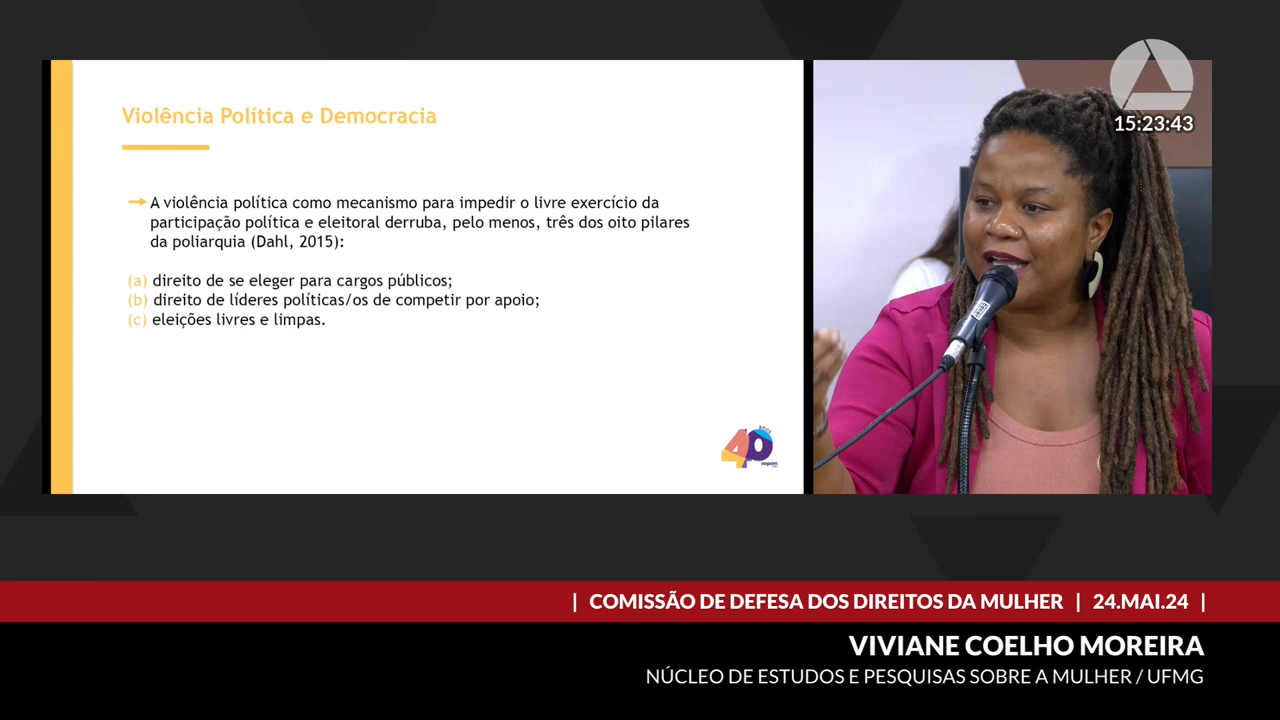 Violência Política e Democracia
A violência política como mecanismo para impedir o livre exercício da
participação política e eleitoral derruba, pelo menos, três dos oito pilares
da poliarquia (Dahl, 2015):
(a) direito de se eleger para cargos públicos;
(b) direito de líderes políticas/os de competir por apoio;
(c) eleições livres e limpas.
40
15:23:43
| COMISSÃO DE DEFESA DOS DIREITOS DA MULHER | 24.MAI.24 |
VIVIANE COELHO MOREIRA
NÚCLEO DE ESTUDOS E PESQUISAS SOBRE A MULHER / UFMG